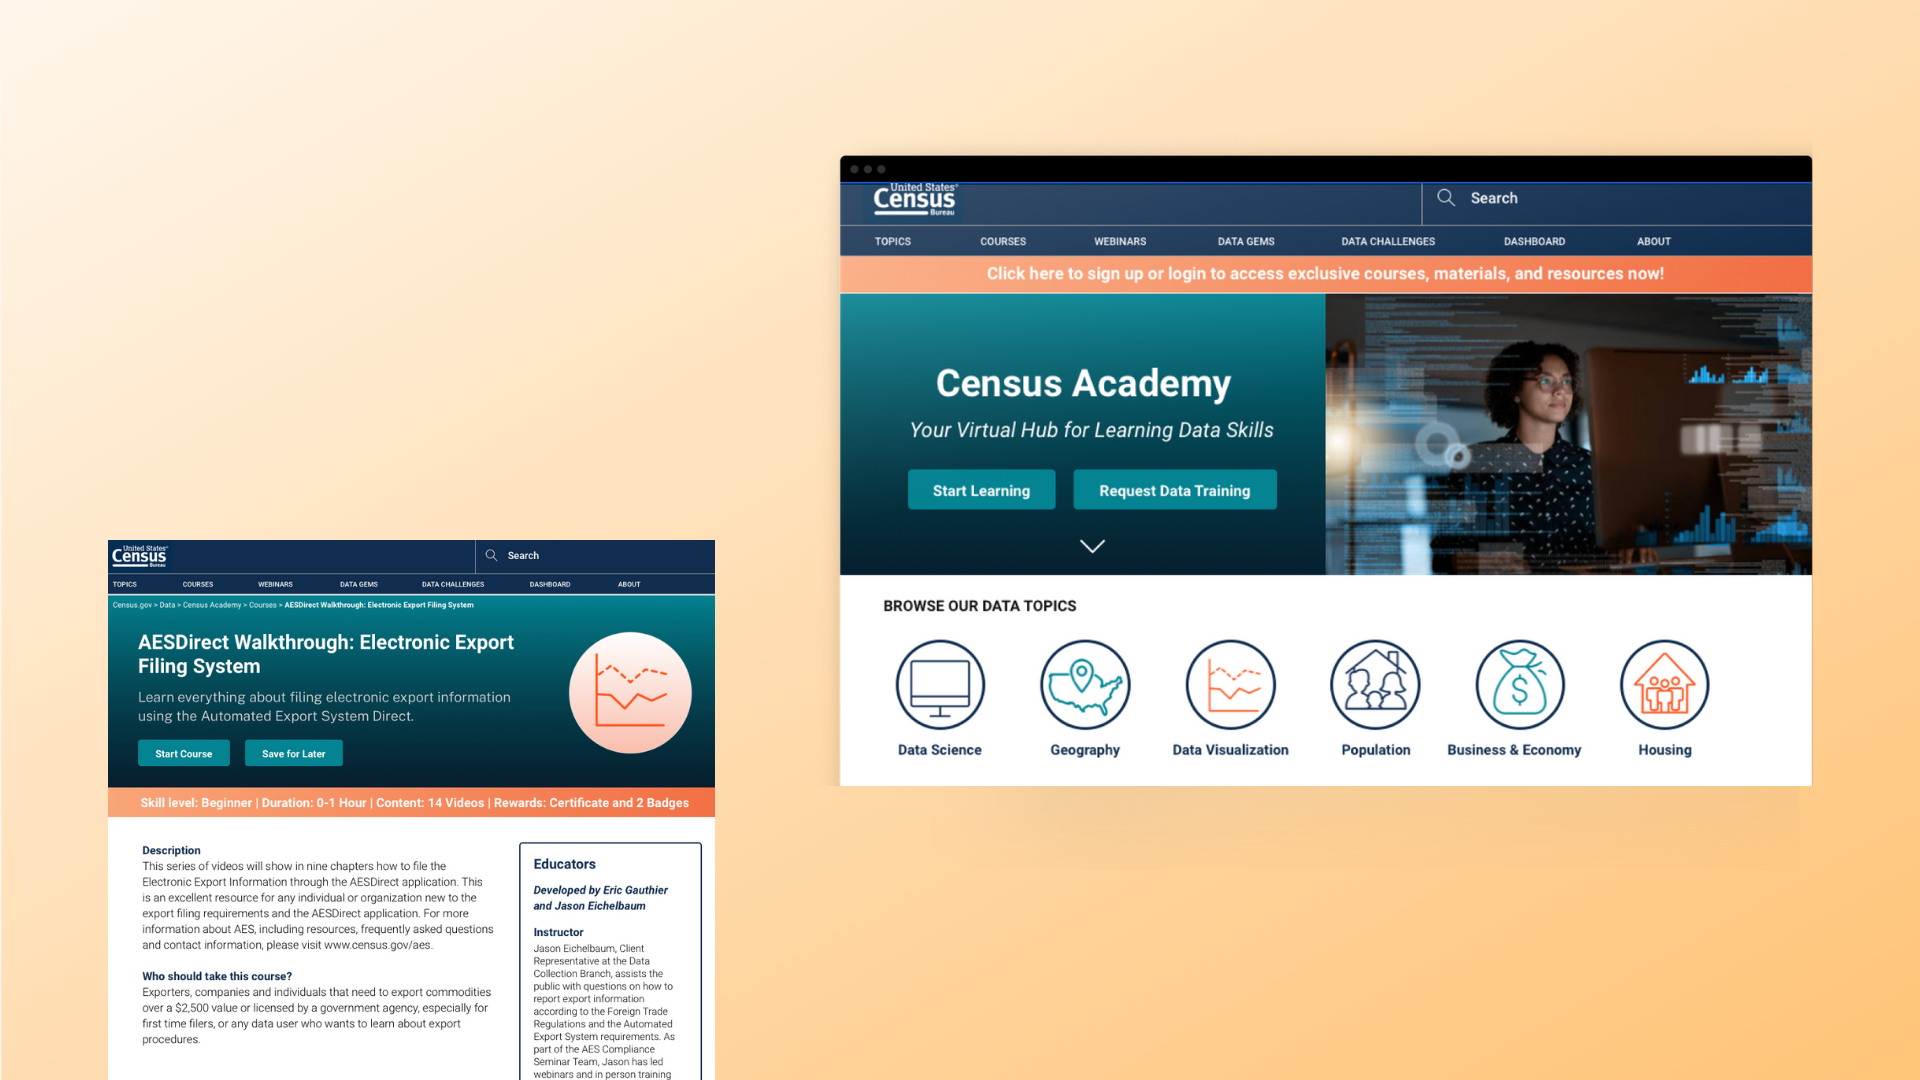 United States®
Census
Bureau
Search
TOPICS COURSES WEBINARS DATA GEMS DATA CHALLENGES DASHBOARD ABOUT
Click here to sign up or login to access exclusive courses, materials, and resources now!
Census Academy
Your Virtual Hub for Learning Data Skills
Start Learning Request Data Training
BROWSE OUR DATA TOPICS
Data Science Geography Data Visualization Population Business & Economy Housing
United States®
Census
Bureau
Search
TOPICS COURSES WEBINARS DATA GEMS DATA CHALLENGES DASHBOARD ABOUT
Census.gov > Data > Census Academy > Courses > AESDirect Walkthrough: Electronic Export Filing System
AESDirect Walkthrough: Electronic Export
Filing System
Learn everything about filing electronic export information
using the Automated Export System Direct.
Start Course Save for Later
Skill level: Beginner | Duration: 0-1 Hour | Content: 14 Videos | Rewards: Certificate and 2 Badges
Description
This series of videos will show in nine chapters how to file the
Electronic Export Information through the AESDirect application. This
is an excellent resource for any individual or organization new to the
export filing requirements and the AESDirect application. For more
information about AES, including resources, frequently asked questions
and contact information, please visit www.census.gov/aes.
Who should take this course?
Exporters, companies and individuals that need to export commodities
over a $2,500 value or licensed by a government agency, especially for
first time filers, or any data user who wants to learn about export
procedures.
Educators
Developed by Eric Gauthier
and Jason Eichelbaum
Instructor
Jason Eichelbaum, Client
Representative at the Data
Collection Branch, assists the
public with questions on how to
report export information
according to the Foreign Trade
Regulations and the Automated
Export System requirements. As
part of the AES Compliance
Seminar Team, Jason has led
webinars and in person training